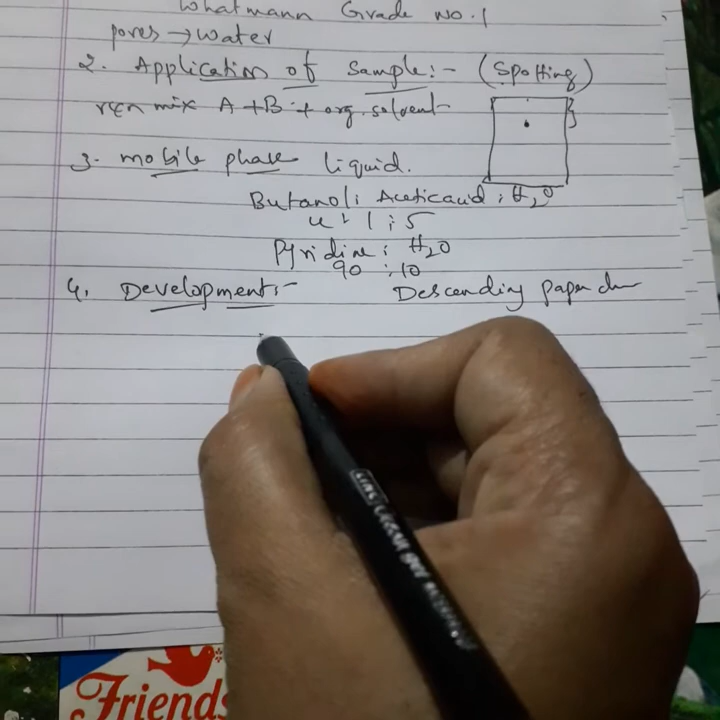 Whatmann Grade No.1
pores → water
2. Application of Sample:- (Spotting)
rxn mix A+B + org. solvent
3. mobile phase liquid.
Butanol: Acetic acid : H2O
4 : 1 : 5
Pyridine : H2O
90 : 10
4. Development:- Descending paper
Friends